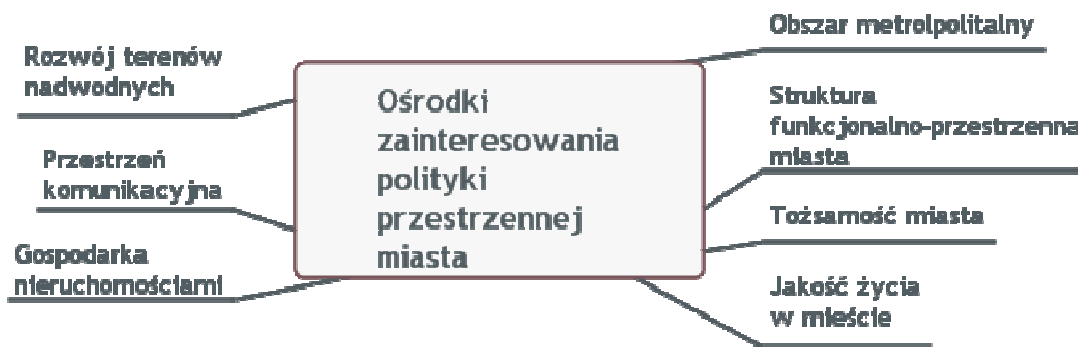 Rozwój terenów
nadwodnych
Przestrzeń
komunikacyjna
Gospodarka
nieruchomościami
Ośrodki
zainteresowania
polityki
przestrzennej
miasta
Obszar metrolpolitalny
Struktura
funkcjonalno-przestrzenna
miasta
Tożsamość miasta
Jakość życia
w mieście